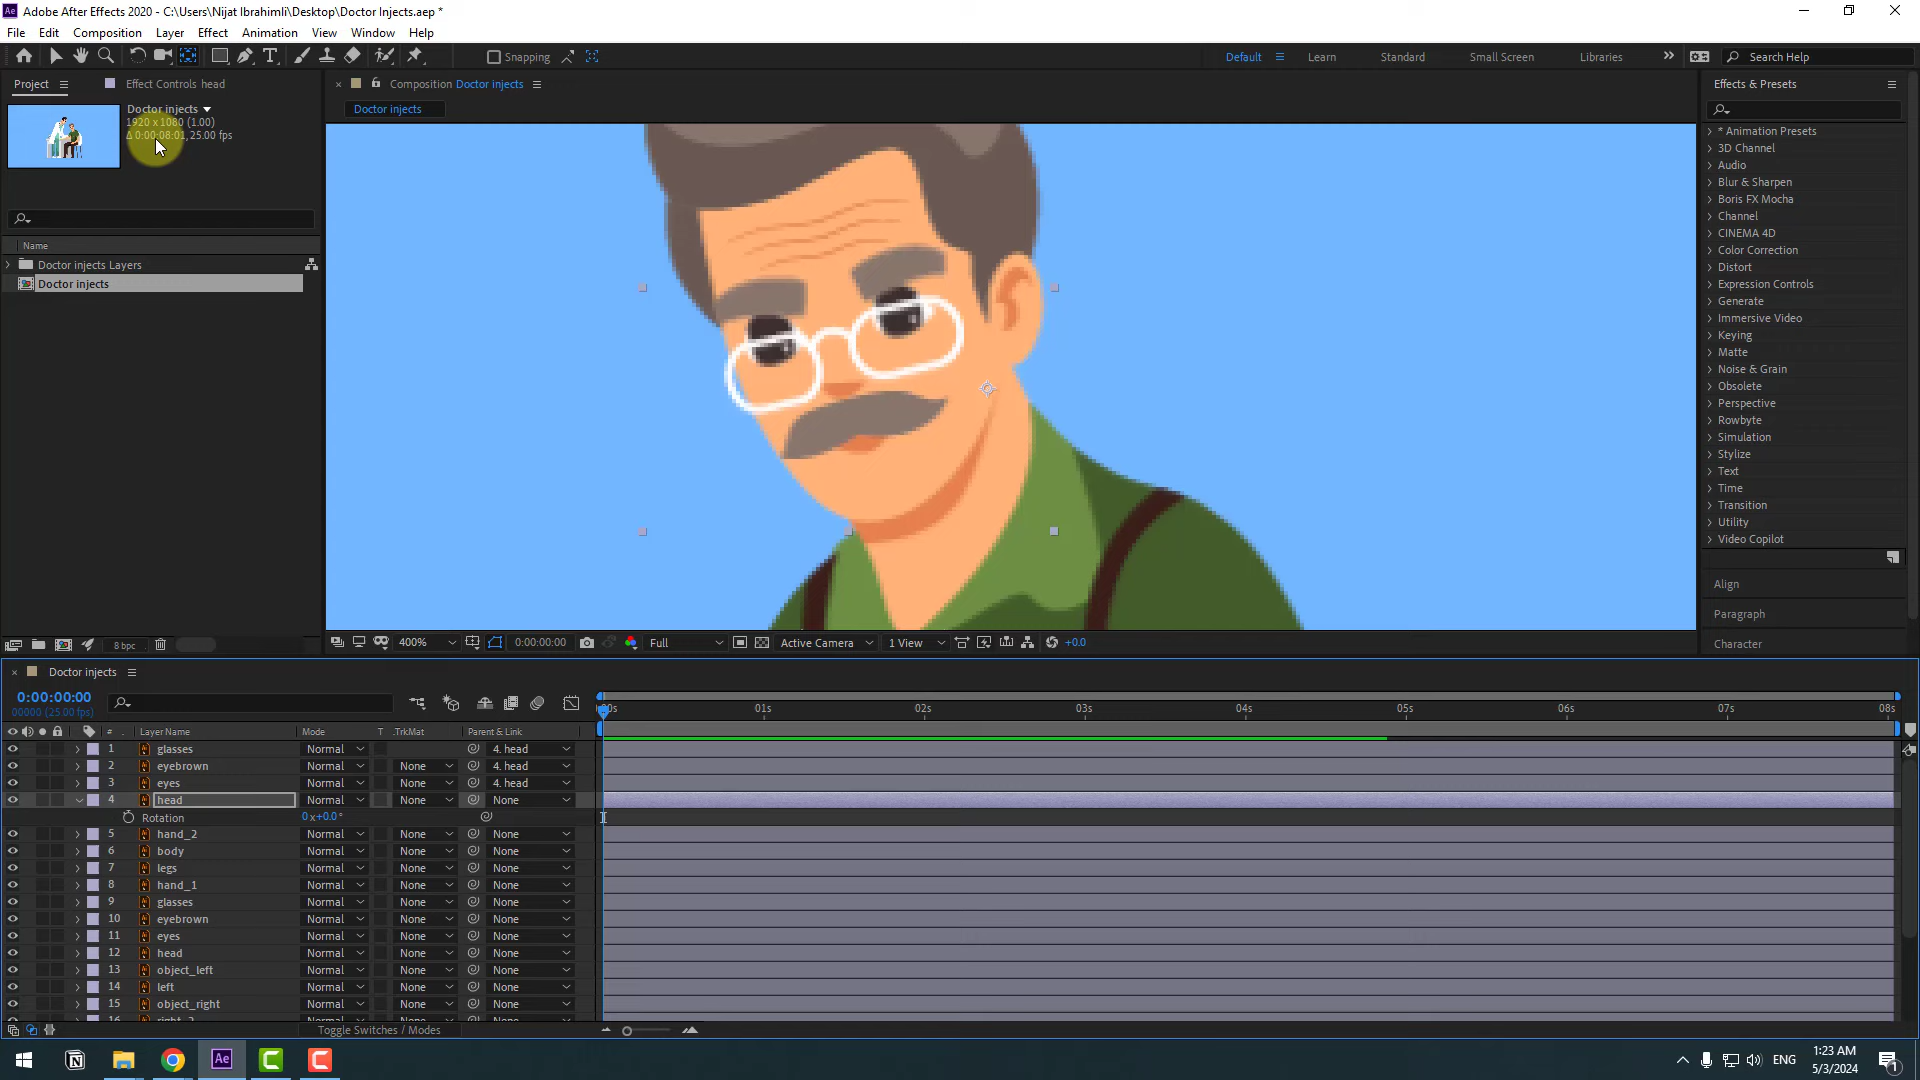 Adobe After Effects 2020 - C:\Users\Nijat Ibrahimli\Desktop\Doctor Injects.aep *
File Edit Composition Layer Effect Animation View Window Help
Snapping
Default Learn Standard Small Screen Libraries Search Help
Project Effect Controls head
Composition Doctor injects
Effects & Presets
Doctor injects
1920 x 1080 (1.00)
Δ 0:00:08:01, 25.00 fps
Doctor injects
Name
Doctor injects Layers
Doctor injects
* Animation Presets
3D Channel
Audio
Blur & Sharpen
Boris FX Mocha
Channel
CINEMA 4D
Color Correction
Distort
Expression Controls
Generate
Immersive Video
Keying
Matte
Noise & Grain
Obsolete
Perspective
Rowbyte
Simulation
Stylize
Text
Time
Transition
Utility
Video Copilot
Align
Paragraph
Character
8 bpc
400% 0:00:00:00 Full Active Camera 1 View +0.0
Doctor injects
0:00:00:00
00000 (25.00 fps)
00s 01s 02s 03s 04s 05s 06s 07s 08s
# Layer Name Mode T .TrkMat Parent & Link
1 glasses Normal 4. head
2 eyebrown Normal None 4. head
3 eyes Normal None 4. head
4 head Normal None None
Rotation 0x+0.0°
5 hand_2 Normal None None
6 body Normal None None
7 legs Normal None None
8 hand_1 Normal None None
9 glasses Normal None None
10 eyebrown Normal None None
11 eyes Normal None None
12 head Normal None None
13 object_left Normal None None
14 left Normal None None
15 object_right Normal None None
Toggle Switches / Modes
Ae
ENG
1:23 AM
5/3/2024
1